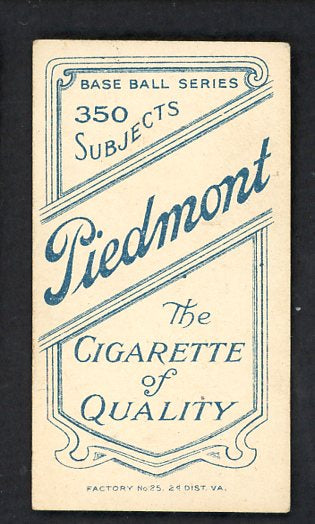 BASE BALL SERIES
350
SUBJECTS
Piedmont
The
CIGARETTE
of
QUALITY
FACTORY No. 25. 2d DIST. VA.